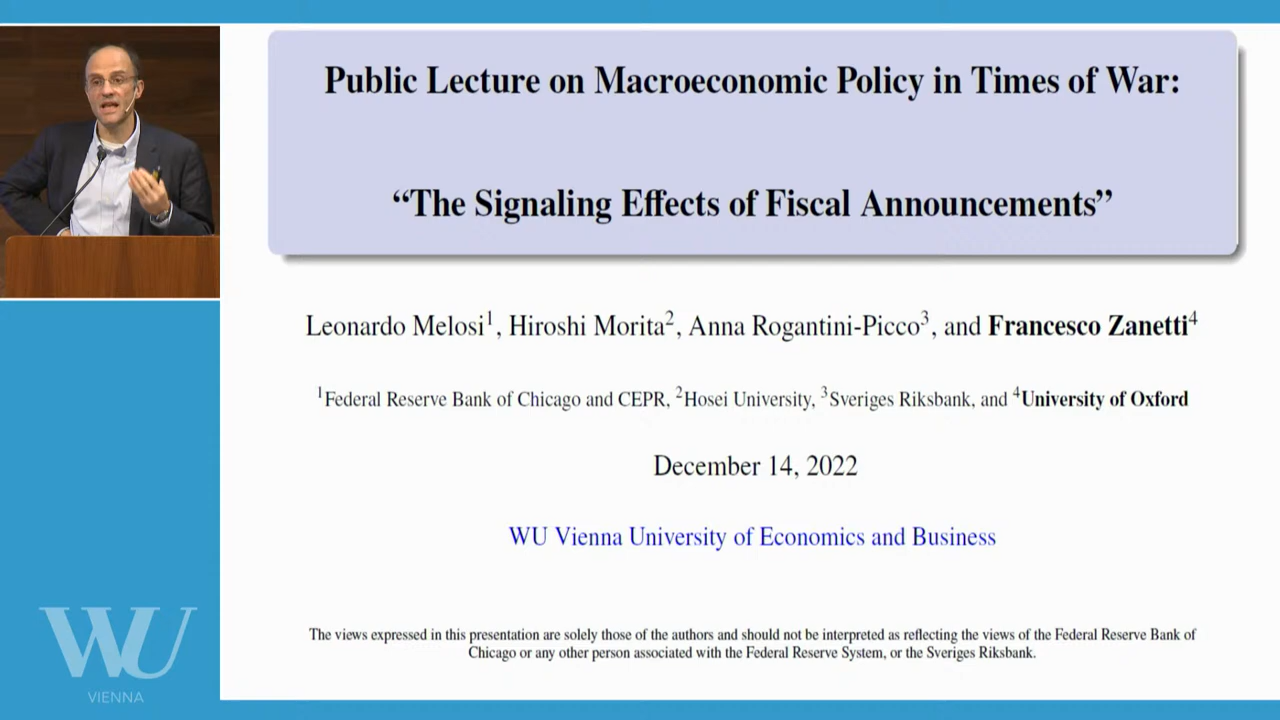 Public Lecture on Macroeconomic Policy in Times of War:
“The Signaling Effects of Fiscal Announcements”
Leonardo Melosi1, Hiroshi Morita2, Anna Rogantini-Picco3, and Francesco Zanetti4
1Federal Reserve Bank of Chicago and CEPR, 2Hosei University, 3Sveriges Riksbank, and 4University of Oxford
December 14, 2022
WU Vienna University of Economics and Business
The views expressed in this presentation are solely those of the authors and should not be interpreted as reflecting the views of the Federal Reserve Bank of
Chicago or any other person associated with the Federal Reserve System, or the Sveriges Riksbank.
WU
VIENNA